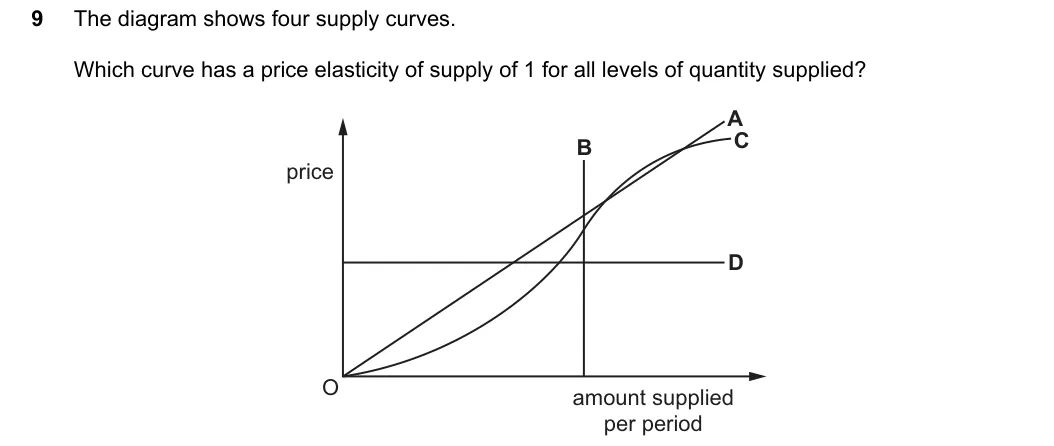 9 The diagram shows four supply curves.
Which curve has a price elasticity of supply of 1 for all levels of quantity supplied?
A
C
B
price
D
O
amount supplied
per period